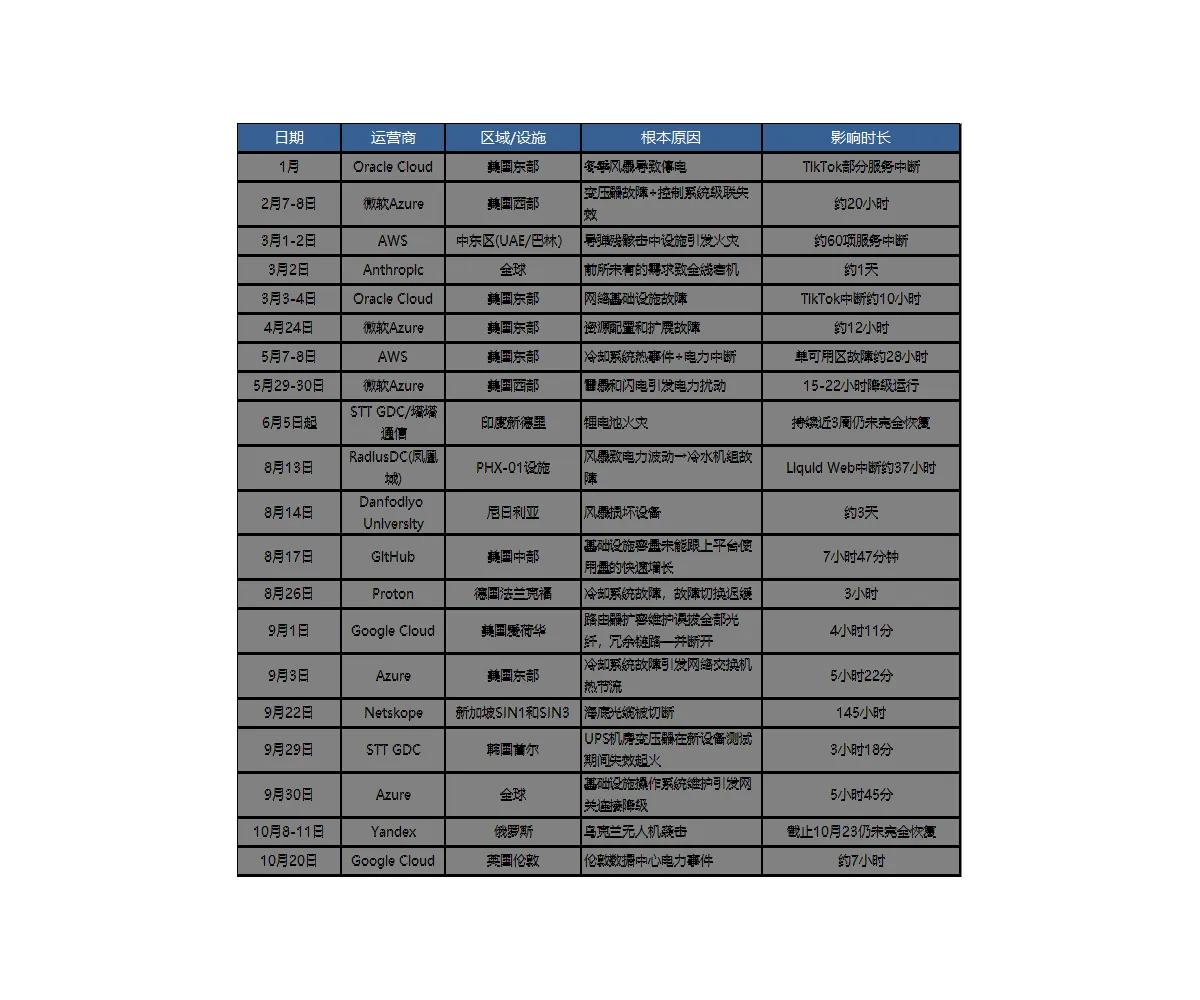 日期 运营商 区域/设施 根本原因 影响时长
1月 Oracle Cloud 美国东部 冬季风暴导致停电 TikTok部分服务中断
2月7-8日 微软Azure 美国西部 变压器故障+控制系统级联失
效 约20小时
3月1-2日 AWS 中东区(UAE/巴林) 导弹残骸击中设施引发火灾 约60项服务中断
3月2日 Anthropic 全球 前所未有的需求致全线宕机 约1天
3月3-4日 Oracle Cloud 美国东部 网络基础设施故障 TikTok中断约10小时
4月24日 微软Azure 美国东部 资源配置和扩展故障 约12小时
5月7-8日 AWS 美国东部 冷却系统热事件+电力中断 单可用区故障约28小时
5月29-30日 微软Azure 美国西部 雷暴和闪电引发电力扰动 15-22小时降级运行
6月5日起 STT GDC/塔塔
通信 印度新德里 锂电池火灾 持续近3周仍未完全恢复
8月13日 RadiusDC(凤凰
城) PHX-01设施 风暴致电力波动→冷水机组故
障 Liquid Web中断约37小时
8月14日 Danfodiyo
University 尼日利亚 风暴损坏设备 约3天
8月17日 GitHub 美国中部 基础设施容量未能跟上平台使
用量的快速增长 7小时47分钟
8月26日 Proton 德国法兰克福 冷却系统故障，故障切换迟缓 3小时
9月1日 Google Cloud 美国爱荷华 路由器扩容维护误拔全部光
纤，冗余链路一并断开 4小时11分
9月3日 Azure 美国东部 冷却系统故障引发网络交换机
热节流 5小时22分
9月22日 Netskope 新加坡SIN1和SIN3 海底光缆被切断 145小时
9月29日 STT GDC 韩国首尔 UPS机房变压器在新设备测试
期间失效起火 3小时18分
9月30日 Azure 全球 基础设施操作系统维护引发网
关连接降级 5小时45分
10月8-11日 Yandex 俄罗斯 乌克兰无人机袭击 截止10月23仍未完全恢复
10月20日 Google Cloud 英国伦敦 伦敦数据中心电力事件 约7小时